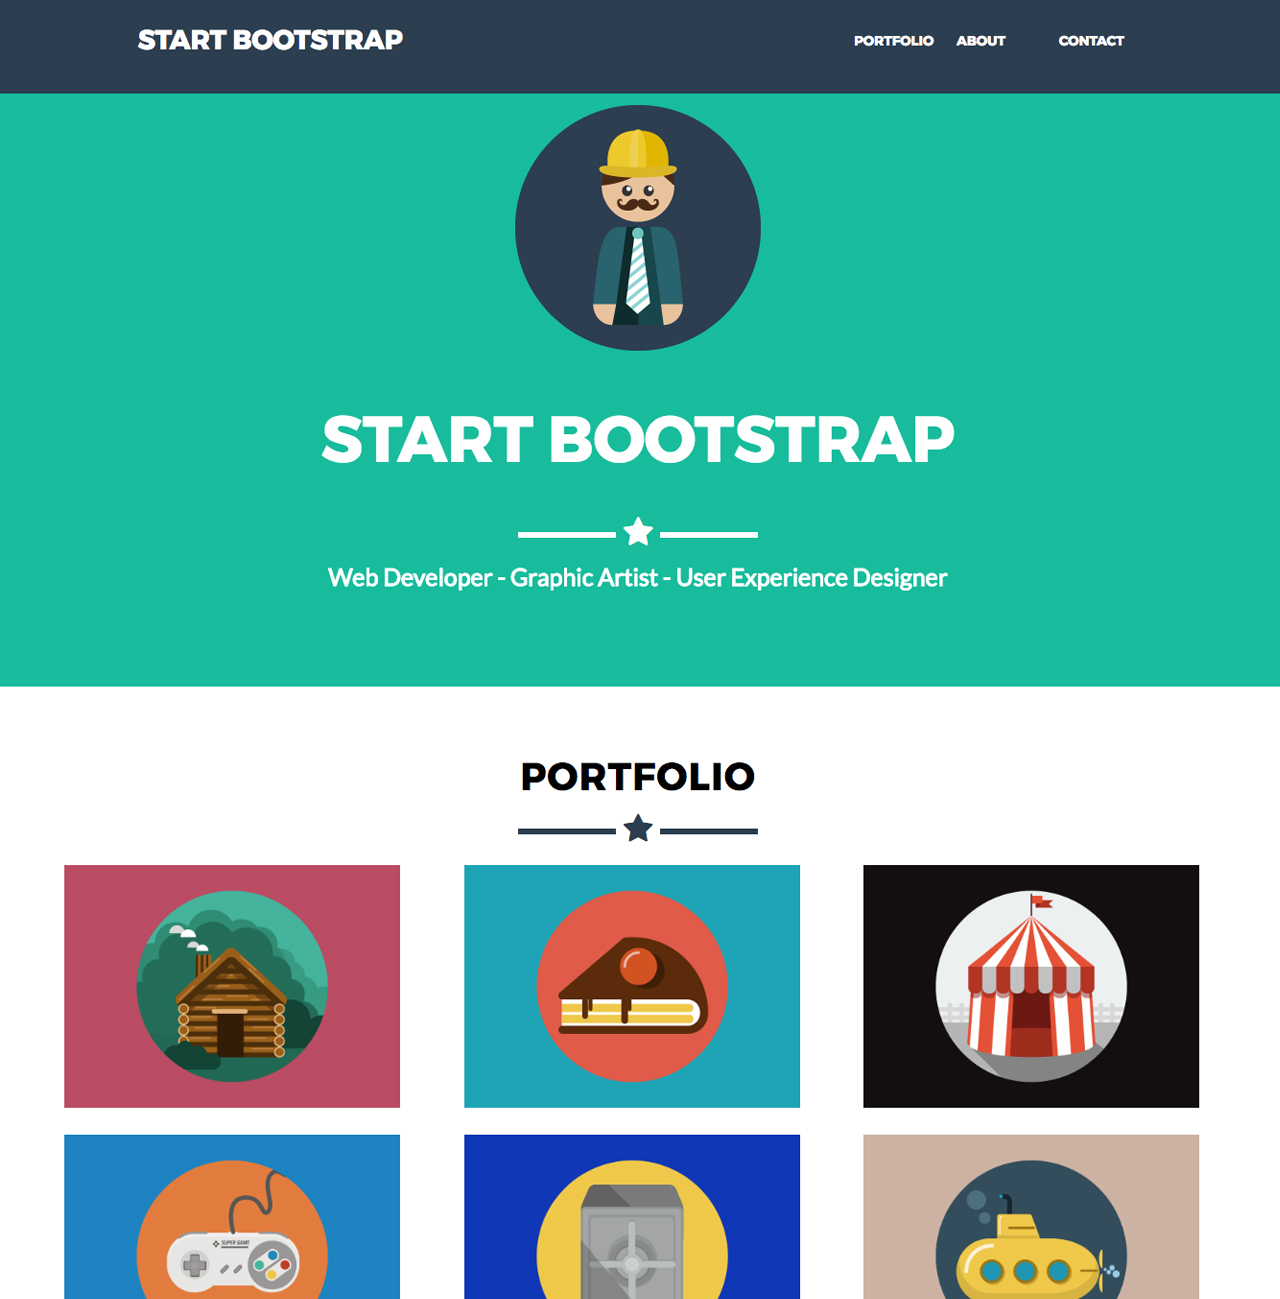 START BOOTSTRAP
PORTFOLIO ABOUT CONTACT
START BOOTSTRAP
Web Developer - Graphic Artist - User Experience Designer
PORTFOLIO
SUPER GAME